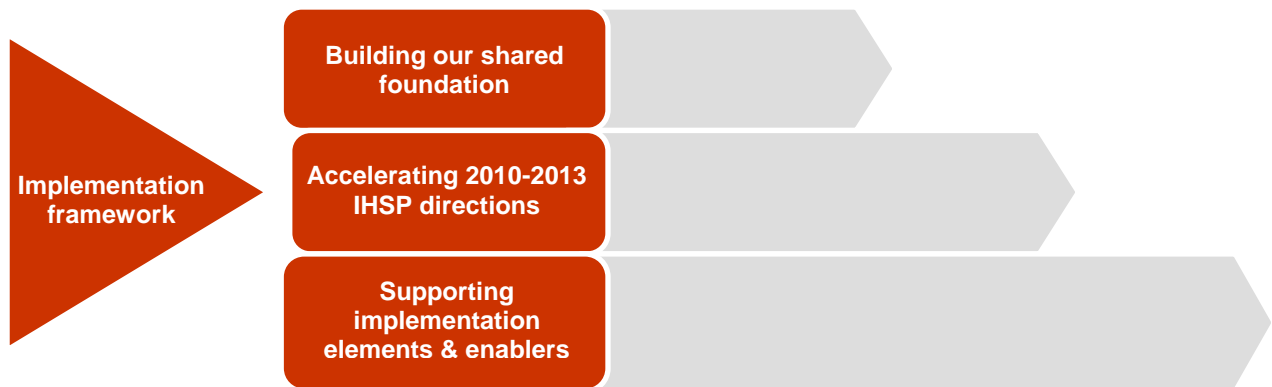 Building our shared
foundation
Implementation
framework
Accelerating 2010-2013
IHSP directions
Supporting
implementation
elements & enablers